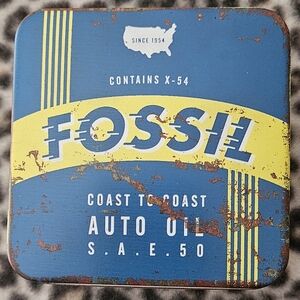 SINCE 1954
CONTAINS X-54
FOSSIL
COAST TO COAST
AUTO OIL
S.A.E.50